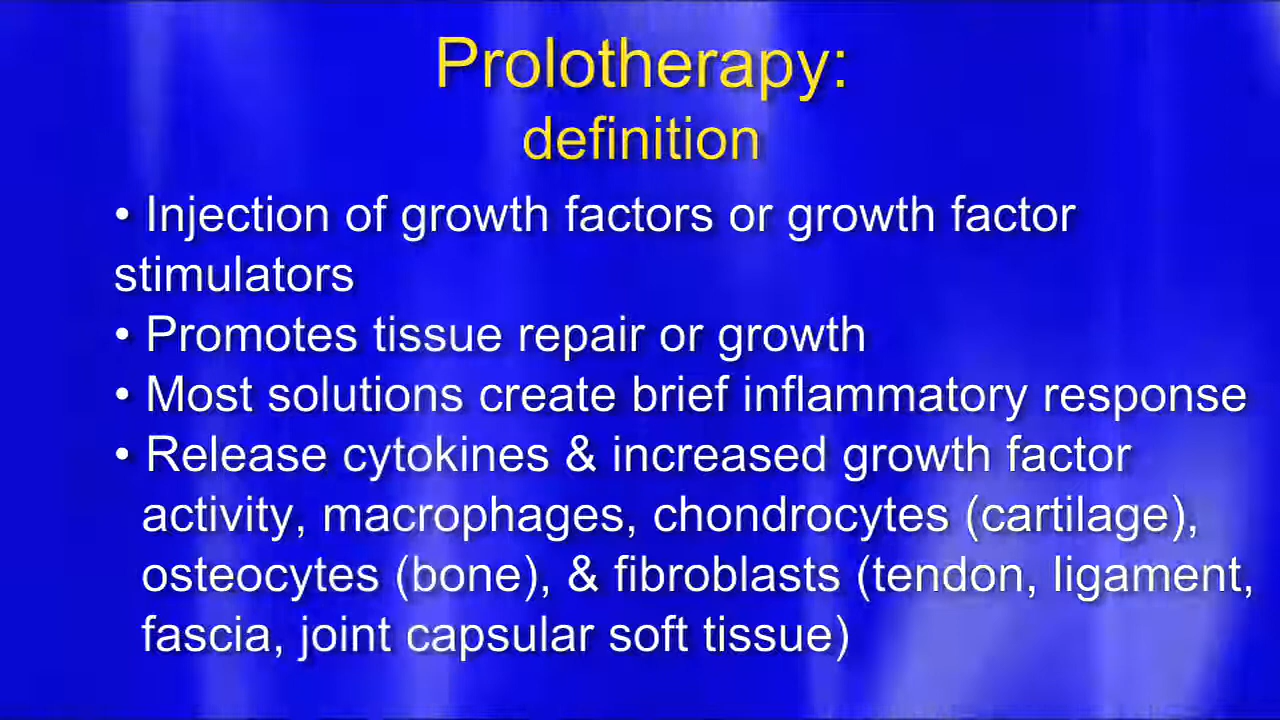 Prolotherapy:
definition
• Injection of growth factors or growth factor
stimulators
• Promotes tissue repair or growth
• Most solutions create brief inflammatory response
• Release cytokines & increased growth factor
activity, macrophages, chondrocytes (cartilage),
osteocytes (bone), & fibroblasts (tendon, ligament,
fascia, joint capsular soft tissue)